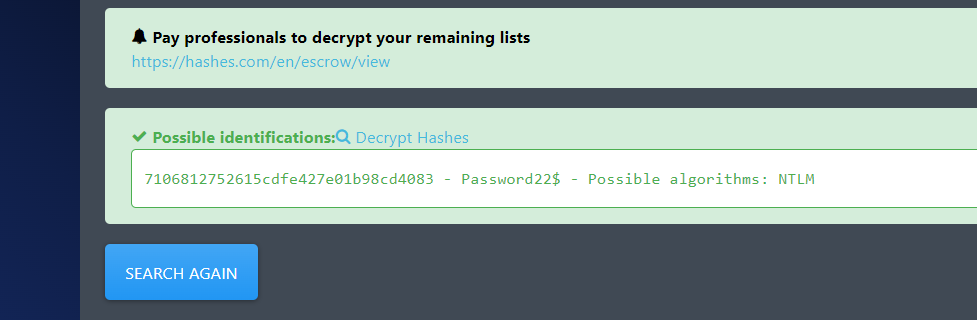 Pay professionals to decrypt your remaining lists
https://hashes.com/en/escrow/view
Possible identifications: Decrypt Hashes
7106812752615cdfe427e01b98cd4083 - Password22$ - Possible algorithms: NTLM
SEARCH AGAIN